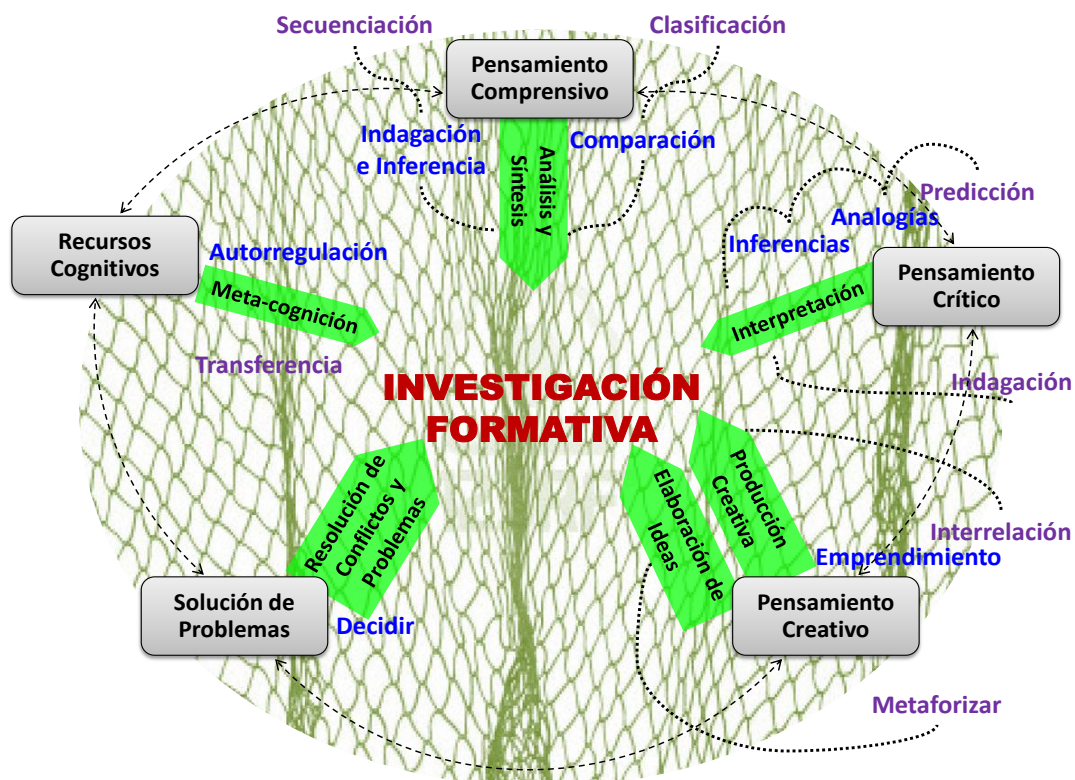 Secuenciación
Clasificación
Pensamiento
Comprensivo
Indagación
e Inferencia
Análisis y
Síntesis
Comparación
Predicción
Analogías
Inferencias
Recursos
Cognitivos
Autorregulación
Meta-cognición
Transferencia
Pensamiento
Crítico
Interpretación
Indagación
INVESTIGACIÓN
FORMATIVA
Resolución de
Conflictos y
Problemas
Elaboración de
Ideas
Producción
Creativa
Interrelación
Emprendimiento
Solución de
Problemas
Decidir
Pensamiento
Creativo
Metaforizar